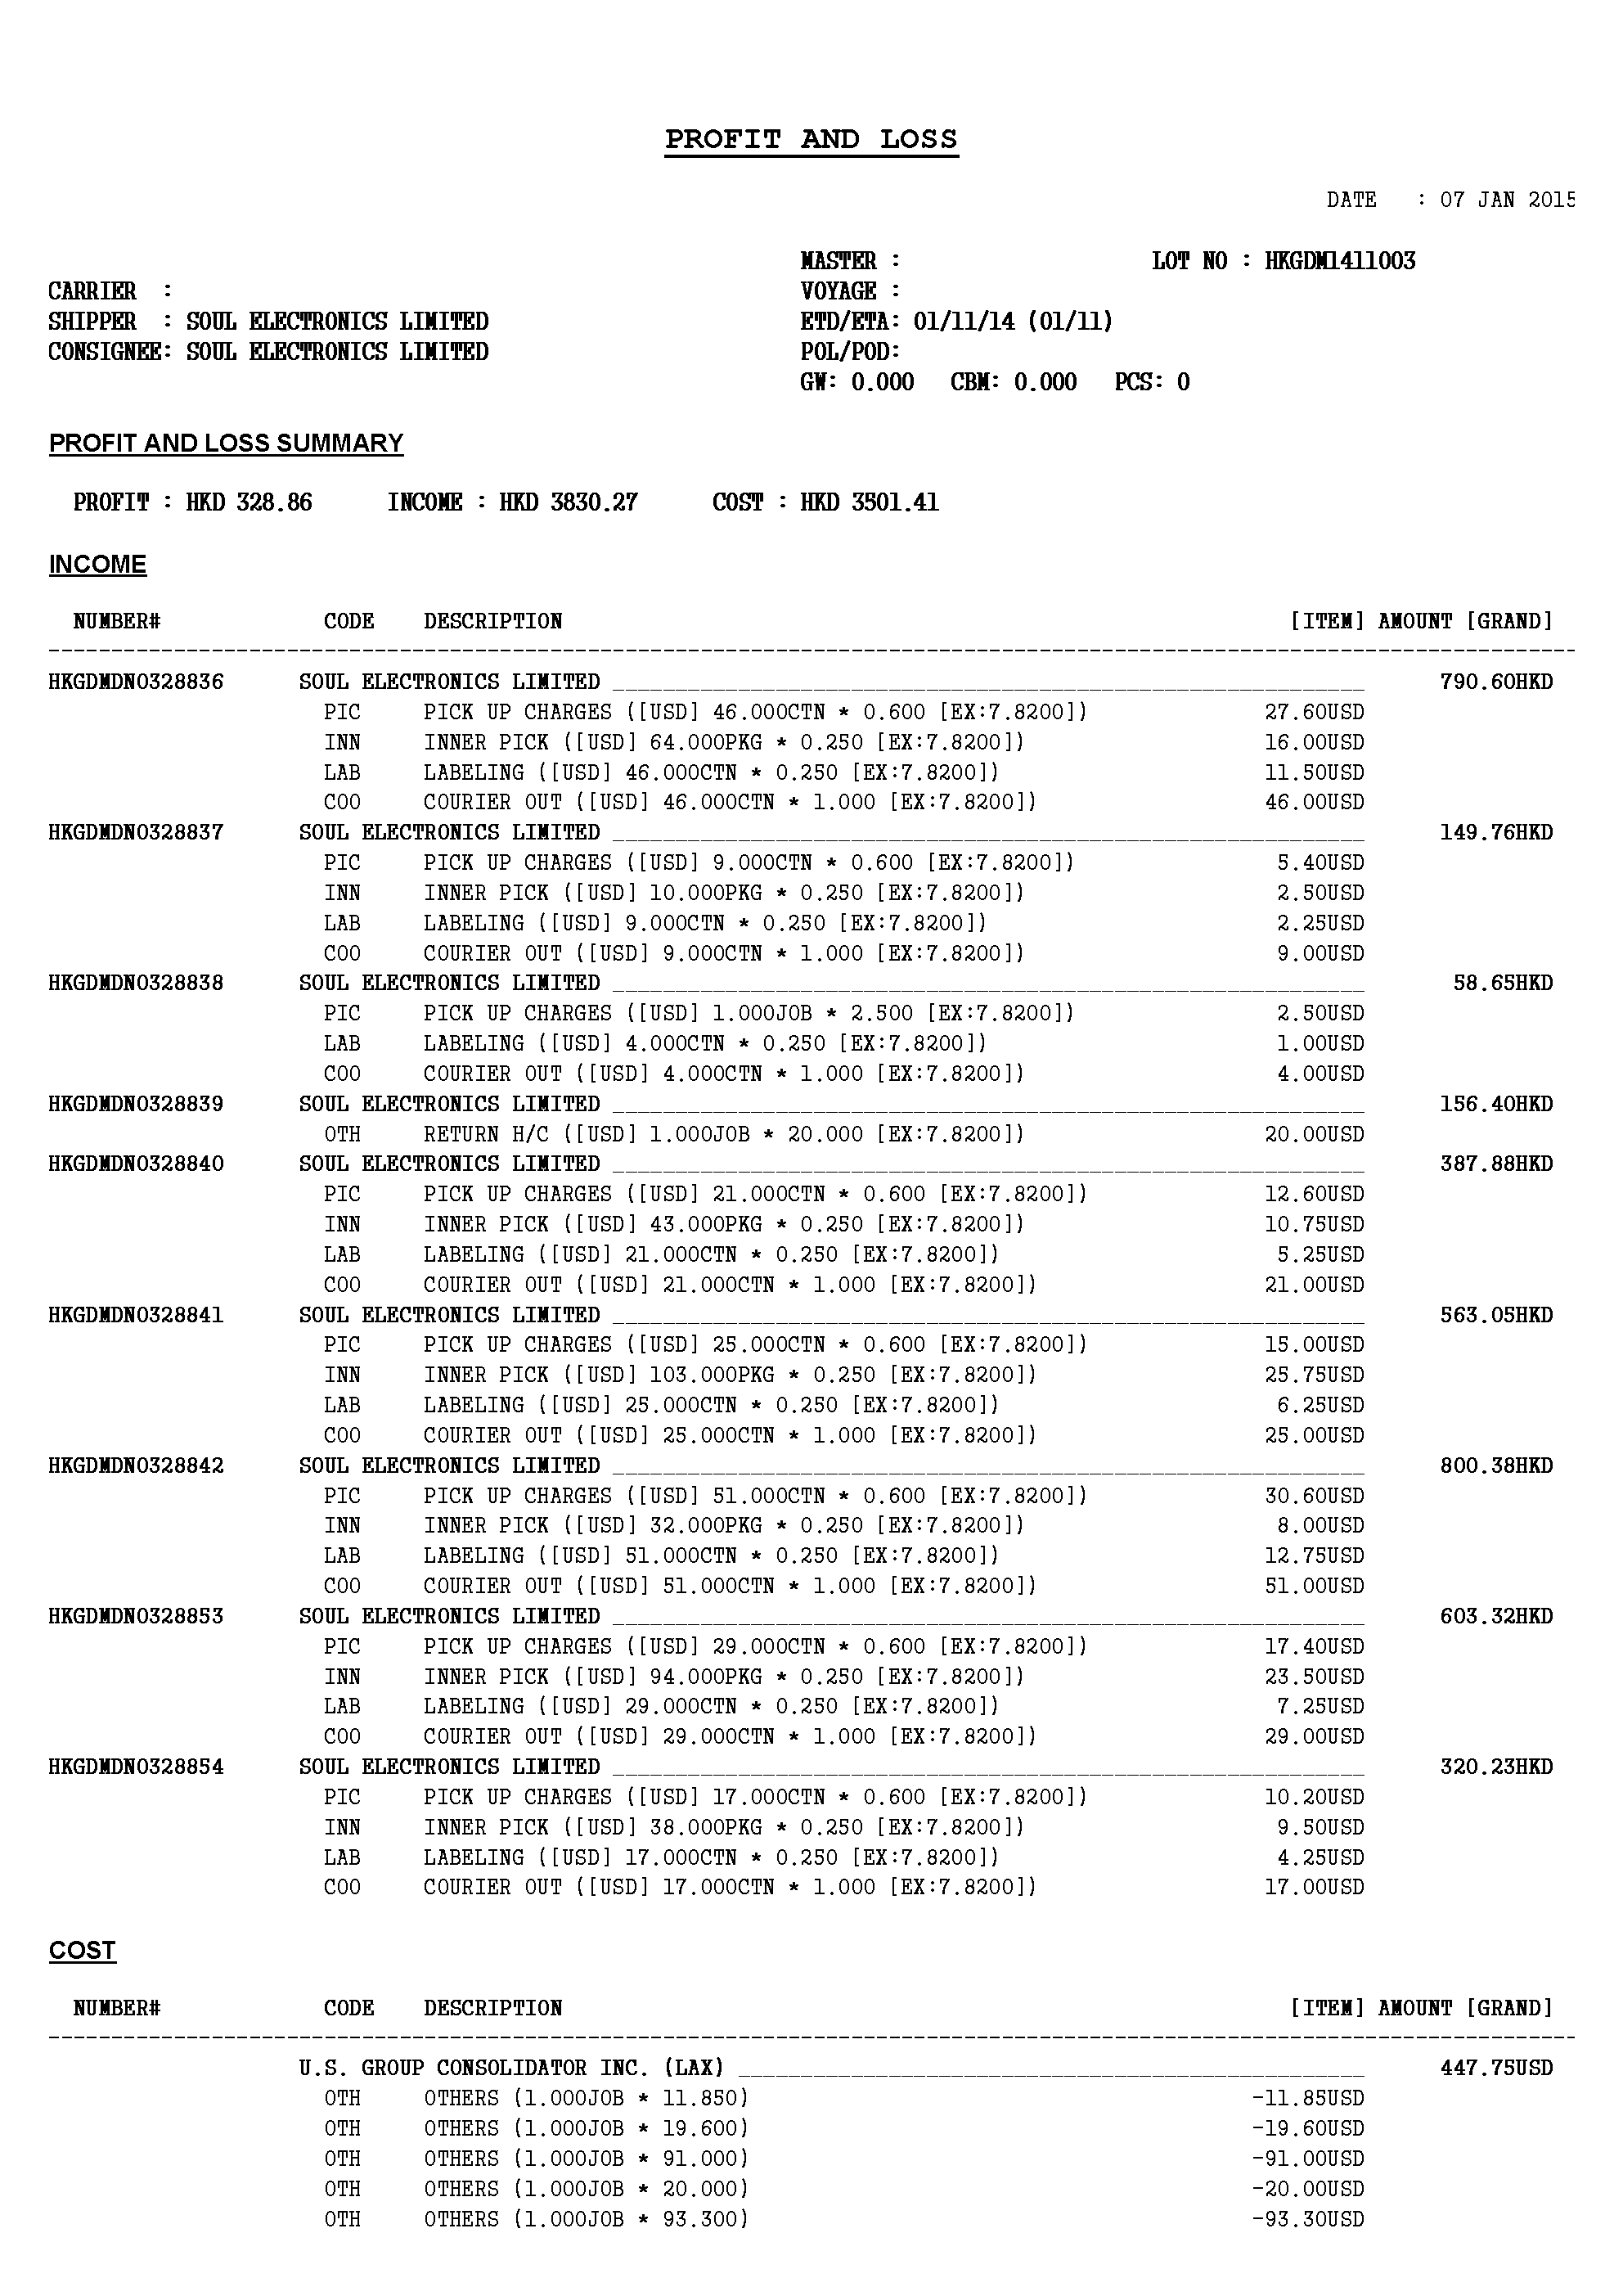 PROFIT AND LOSS
DATE : 07 JAN 2015
MASTER : LOT NO : HKGDM1411003
CARRIER : VOYAGE :
SHIPPER : SOUL ELECTRONICS LIMITED ETD/ETA: 01/11/14 (01/11)
CONSIGNEE: SOUL ELECTRONICS LIMITED POL/POD:
GW: 0.000 CBM: 0.000 PCS: 0
PROFIT AND LOSS SUMMARY
PROFIT : HKD 328.86 INCOME : HKD 3830.27 COST : HKD 3501.41
INCOME
NUMBER# CODE DESCRIPTION [ITEM] AMOUNT [GRAND]
HKGDMDN0328836 SOUL ELECTRONICS LIMITED 790.60HKD
PIC PICK UP CHARGES ([USD] 46.000CTN * 0.600 [EX:7.8200]) 27.60USD
INN INNER PICK ([USD] 64.000PKG * 0.250 [EX:7.8200]) 16.00USD
LAB LABELING ([USD] 46.000CTN * 0.250 [EX:7.8200]) 11.50USD
COO COURIER OUT ([USD] 46.000CTN * 1.000 [EX:7.8200]) 46.00USD
HKGDMDN0328837 SOUL ELECTRONICS LIMITED 149.76HKD
PIC PICK UP CHARGES ([USD] 9.000CTN * 0.600 [EX:7.8200]) 5.40USD
INN INNER PICK ([USD] 10.000PKG * 0.250 [EX:7.8200]) 2.50USD
LAB LABELING ([USD] 9.000CTN * 0.250 [EX:7.8200]) 2.25USD
COO COURIER OUT ([USD] 9.000CTN * 1.000 [EX:7.8200]) 9.00USD
HKGDMDN0328838 SOUL ELECTRONICS LIMITED 58.65HKD
PIC PICK UP CHARGES ([USD] 1.000JOB * 2.500 [EX:7.8200]) 2.50USD
LAB LABELING ([USD] 4.000CTN * 0.250 [EX:7.8200]) 1.00USD
COO COURIER OUT ([USD] 4.000CTN * 1.000 [EX:7.8200]) 4.00USD
HKGDMDN0328839 SOUL ELECTRONICS LIMITED 156.40HKD
OTH RETURN H/C ([USD] 1.000JOB * 20.000 [EX:7.8200]) 20.00USD
HKGDMDN0328840 SOUL ELECTRONICS LIMITED 387.88HKD
PIC PICK UP CHARGES ([USD] 21.000CTN * 0.600 [EX:7.8200]) 12.60USD
INN INNER PICK ([USD] 43.000PKG * 0.250 [EX:7.8200]) 10.75USD
LAB LABELING ([USD] 21.000CTN * 0.250 [EX:7.8200]) 5.25USD
COO COURIER OUT ([USD] 21.000CTN * 1.000 [EX:7.8200]) 21.00USD
HKGDMDN0328841 SOUL ELECTRONICS LIMITED 563.05HKD
PIC PICK UP CHARGES ([USD] 25.000CTN * 0.600 [EX:7.8200]) 15.00USD
INN INNER PICK ([USD] 103.000PKG * 0.250 [EX:7.8200]) 25.75USD
LAB LABELING ([USD] 25.000CTN * 0.250 [EX:7.8200]) 6.25USD
COO COURIER OUT ([USD] 25.000CTN * 1.000 [EX:7.8200]) 25.00USD
HKGDMDN0328842 SOUL ELECTRONICS LIMITED 800.38HKD
PIC PICK UP CHARGES ([USD] 51.000CTN * 0.600 [EX:7.8200]) 30.60USD
INN INNER PICK ([USD] 32.000PKG * 0.250 [EX:7.8200]) 8.00USD
LAB LABELING ([USD] 51.000CTN * 0.250 [EX:7.8200]) 12.75USD
COO COURIER OUT ([USD] 51.000CTN * 1.000 [EX:7.8200]) 51.00USD
HKGDMDN0328853 SOUL ELECTRONICS LIMITED 603.32HKD
PIC PICK UP CHARGES ([USD] 29.000CTN * 0.600 [EX:7.8200]) 17.40USD
INN INNER PICK ([USD] 94.000PKG * 0.250 [EX:7.8200]) 23.50USD
LAB LABELING ([USD] 29.000CTN * 0.250 [EX:7.8200]) 7.25USD
COO COURIER OUT ([USD] 29.000CTN * 1.000 [EX:7.8200]) 29.00USD
HKGDMDN0328854 SOUL ELECTRONICS LIMITED 320.23HKD
PIC PICK UP CHARGES ([USD] 17.000CTN * 0.600 [EX:7.8200]) 10.20USD
INN INNER PICK ([USD] 38.000PKG * 0.250 [EX:7.8200]) 9.50USD
LAB LABELING ([USD] 17.000CTN * 0.250 [EX:7.8200]) 4.25USD
COO COURIER OUT ([USD] 17.000CTN * 1.000 [EX:7.8200]) 17.00USD
COST
NUMBER# CODE DESCRIPTION [ITEM] AMOUNT [GRAND]
U.S. GROUP CONSOLIDATOR INC. (LAX) 447.75USD
OTH OTHERS (1.000JOB * 11.850) -11.85USD
OTH OTHERS (1.000JOB * 19.600) -19.60USD
OTH OTHERS (1.000JOB * 91.000) -91.00USD
OTH OTHERS (1.000JOB * 20.000) -20.00USD
OTH OTHERS (1.000JOB * 93.300) -93.30USD